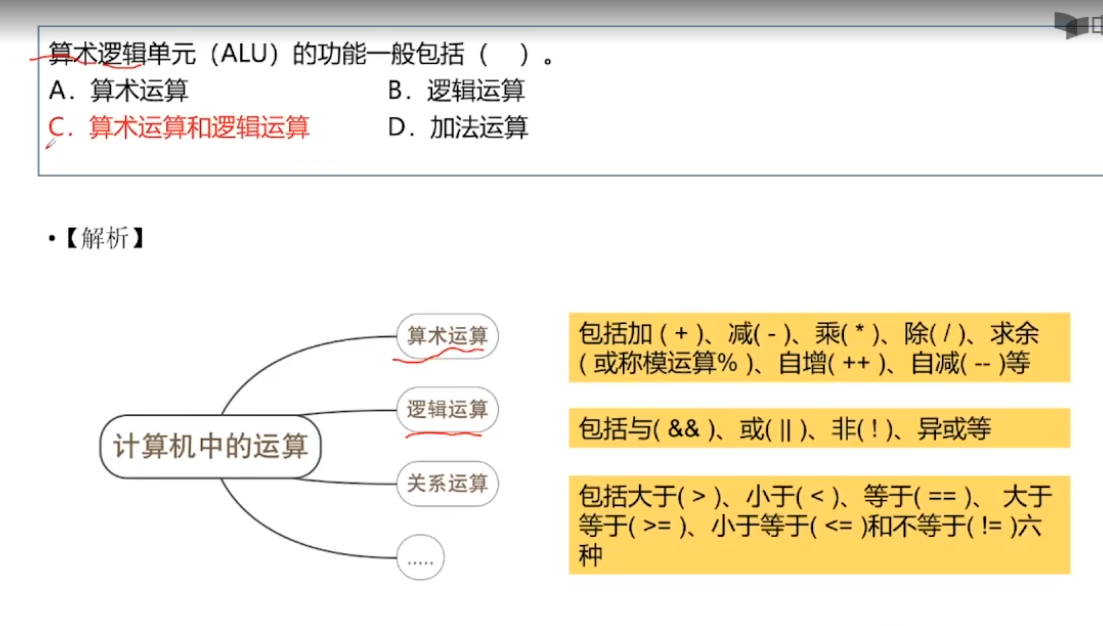 算术逻辑单元（ALU）的功能一般包括（ ）。
A．算术运算
B．逻辑运算
C．算术运算和逻辑运算
D．加法运算
•【解析】
计算机中的运算
算术运算
包括加 ( + )、减( - )、乘( * )、除( / )、求余
( 或称模运算% )、自增( ++ )、自减( -- )等
逻辑运算
包括与( && )、或( || )、非( ! )、异或等
关系运算
包括大于( > )、小于( < )、等于( == )、 大于
等于( >= )、小于等于( <= )和不等于( != )六
种
.....